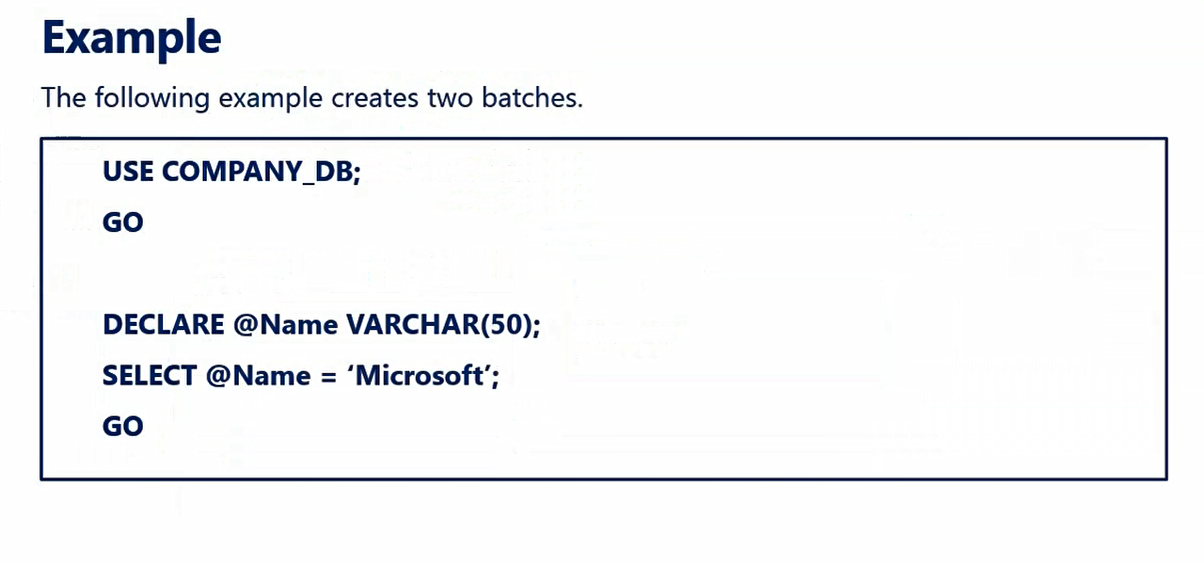 Example
The following example creates two batches.
USE COMPANY_DB;
GO
DECLARE @Name VARCHAR(50);
SELECT @Name = ‘Microsoft’;
GO